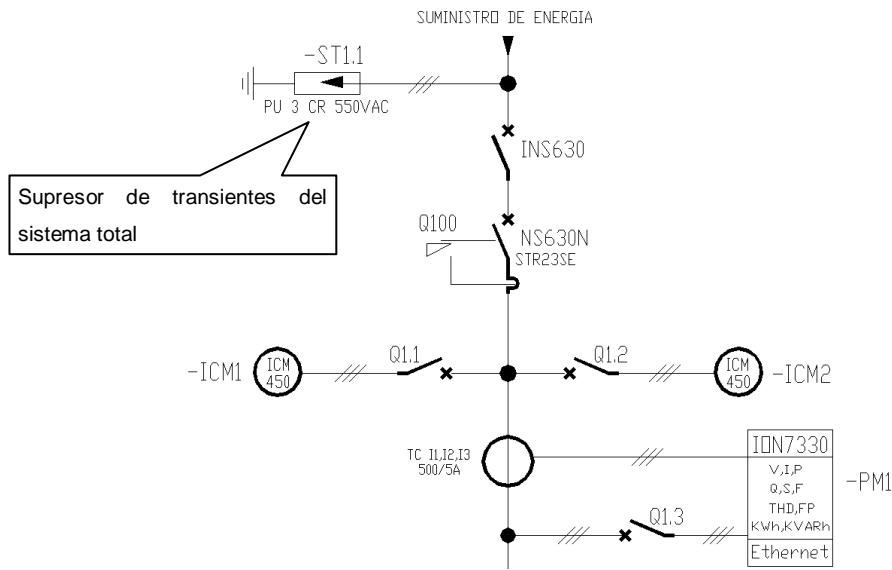 SUMINISTRO DE ENERGIA
-ST1.1
PU 3 CR 550VAC
Supresor de transientes del
sistema total
INS630
Q100
NS630N
STR23SE
-ICM1
ICM
450
Q1.1
Q1.2
ICM
450
-ICM2
TC I1,I2,I3
500/5A
ION7330
V,I,P
Q,S,F
THD,FP
KWh,KVARh
Ethernet
-PM1
Q1.3